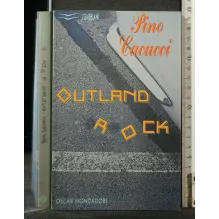 Pino
Cacucci
OUTLAND
ROCK
OSCAR MONDADORI